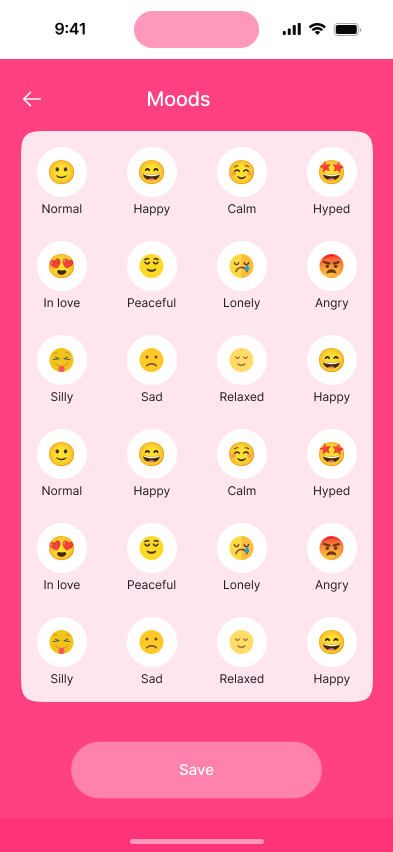 9:41
Moods
Normal Happy Calm Hyped
In love Peaceful Lonely Angry
Silly Sad Relaxed Happy
Normal Happy Calm Hyped
In love Peaceful Lonely Angry
Silly Sad Relaxed Happy
Save